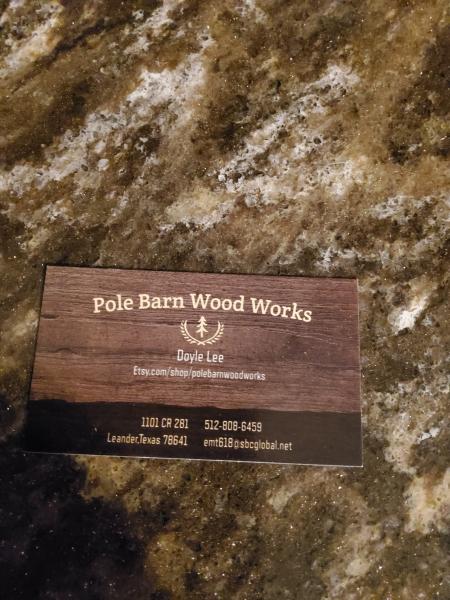 Pole Barn Wood Works
Doyle Lee
Etsy.com/shop/polebarnwoodworks
1101 CR 281 512-808-6459
Leander,Texas 78641 emt618@sbcglobal.net